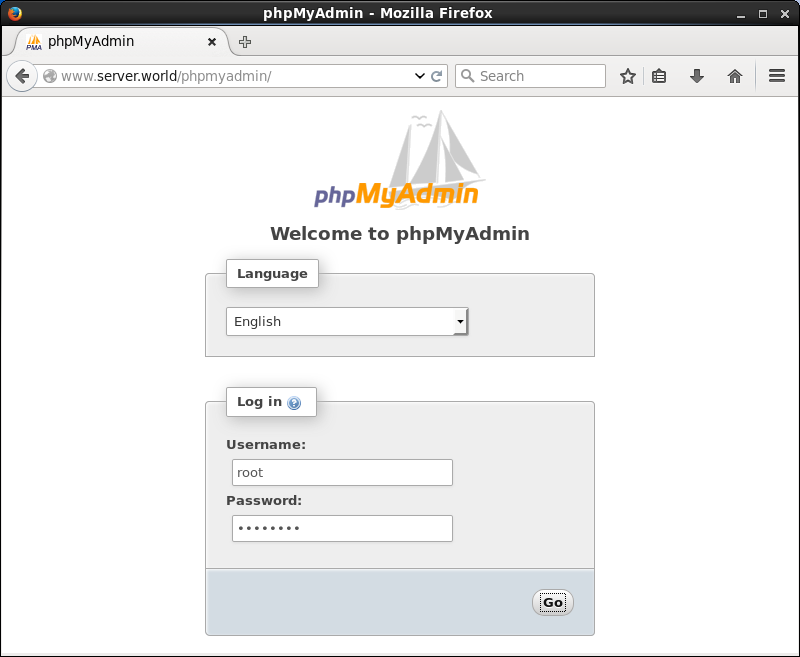 phpMyAdmin - Mozilla Firefox
PMA phpMyAdmin
www.server.world/phpmyadmin/
Search
phpMyAdmin
Welcome to phpMyAdmin
Language
English
Log in ?
Username:
root
Password:
••••••••
Go